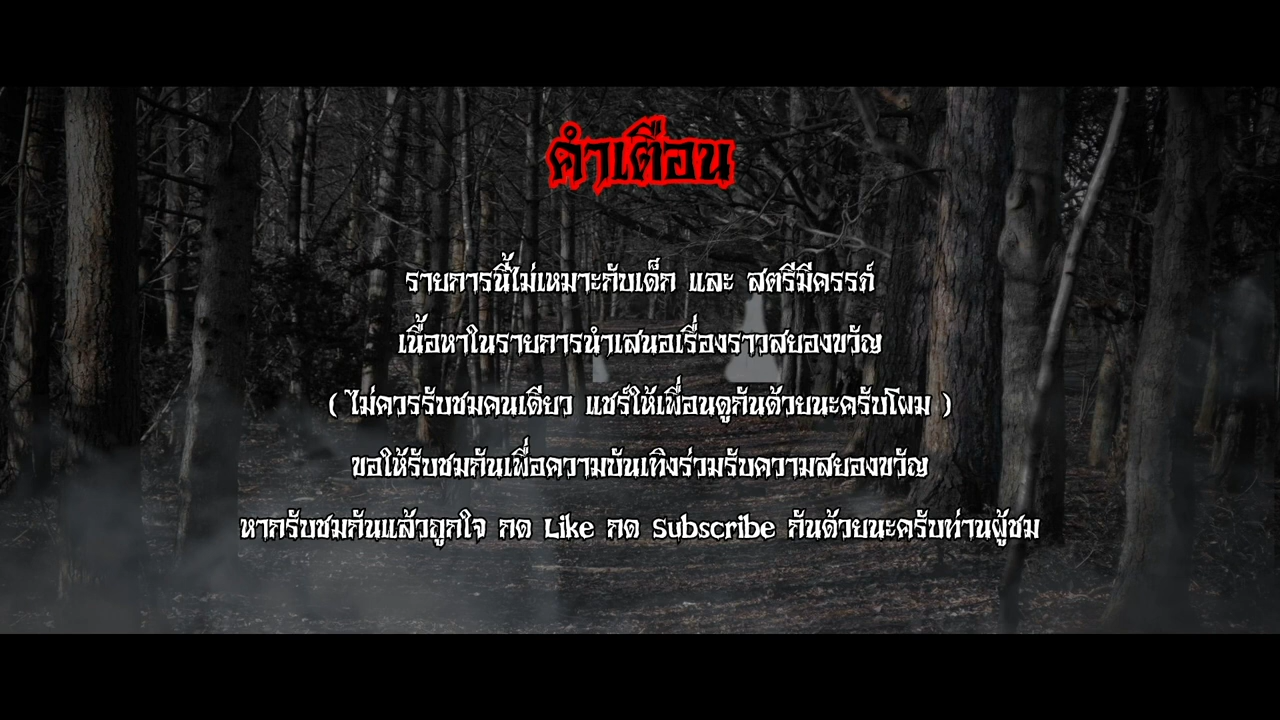 คำเตือน
รายการนี้ไม่เหมาะกับเด็ก และ สตรีมีครรภ์
เนื้อหาในรายการนำเสนอเรื่องราวสยองขวัญ
( ไม่ควรรับชมคนเดียว แชร์ให้เพื่อนดูกันด้วยนะครับโผม )
ขอให้รับชมกันเพื่อความบันเทิงร่วมรับความสยองขวัญ
หากรับชมกันแล้วถูกใจ กด Like กด Subscribe กันด้วยนะครับท่านผู้ชม